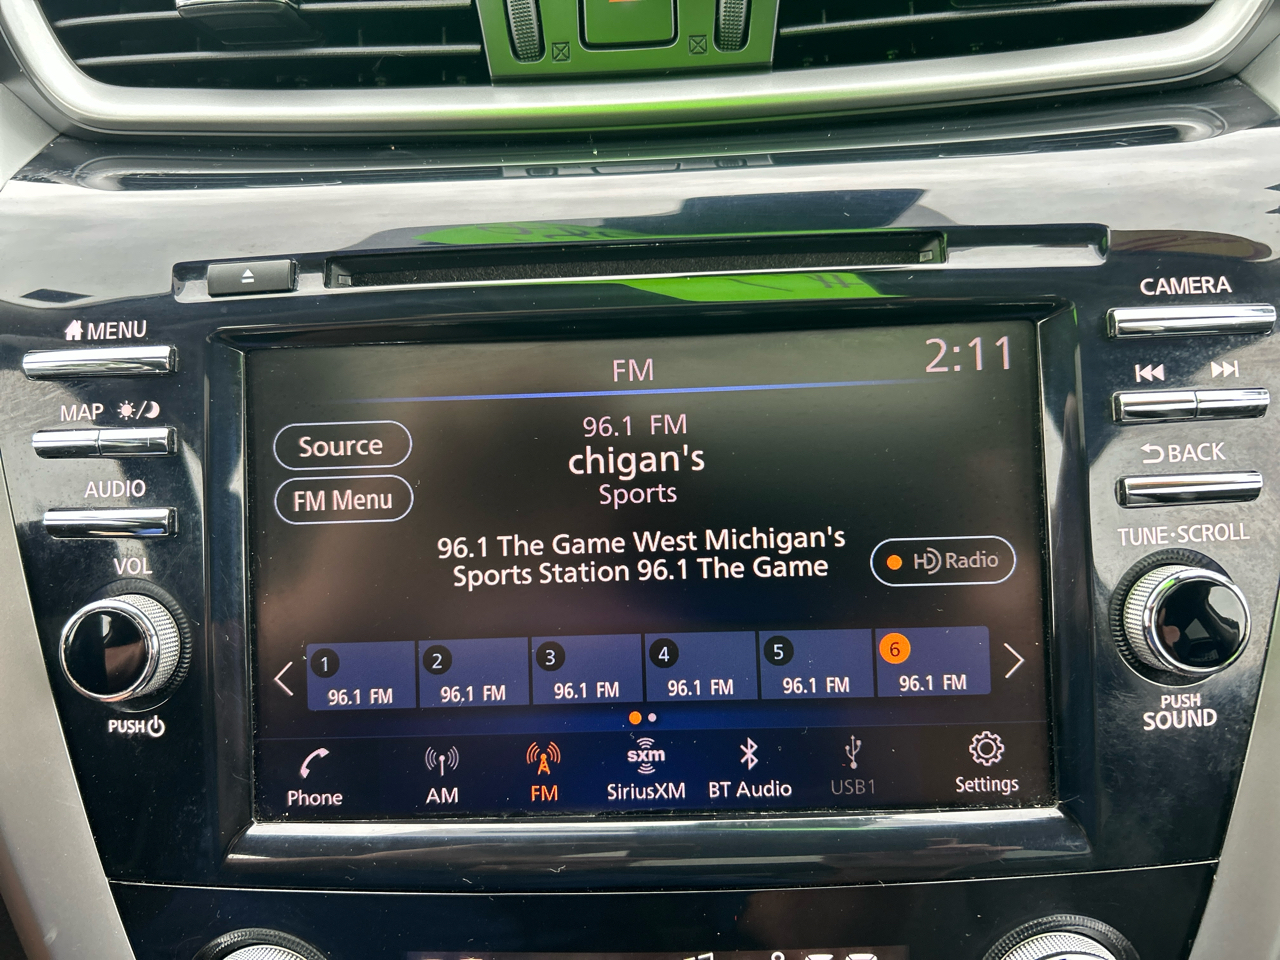 MENU
MAP
AUDIO
VOL
PUSH
CAMERA
BACK
TUNE·SCROLL
PUSH
SOUND
FM
2:11
Source
FM Menu
96.1 FM
chigan's
Sports
96.1 The Game West Michigan's
Sports Station 96.1 The Game
HD Radio
1
96.1 FM
2
96.1 FM
3
96.1 FM
4
96.1 FM
5
96.1 FM
6
96.1 FM
Phone
AM
FM
sxm
SiriusXM
BT Audio
USB1
Settings